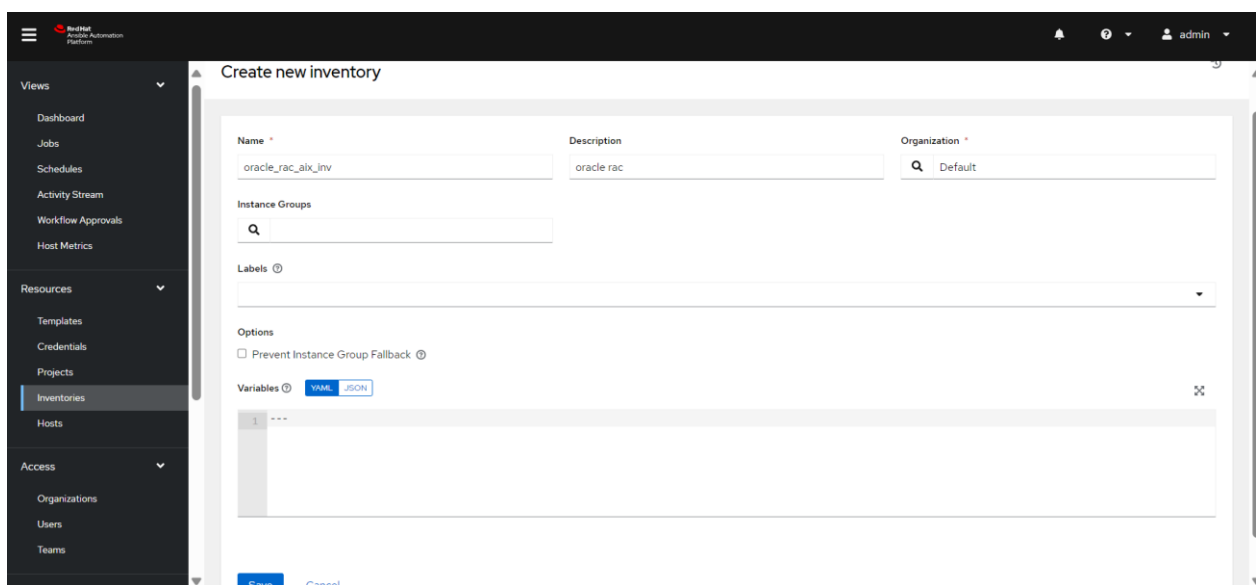 Red Hat
Ansible Automation
Platform
admin
Views
Dashboard
Jobs
Schedules
Activity Stream
Workflow Approvals
Host Metrics
Resources
Templates
Credentials
Projects
Inventories
Hosts
Access
Organizations
Users
Teams
Create new inventory
Name * Description Organization *
oracle_rac_aix_inv oracle rac Default
Instance Groups
Labels
Options
Prevent Instance Group Fallback
Variables YAML JSON
1 ---
Save Cancel